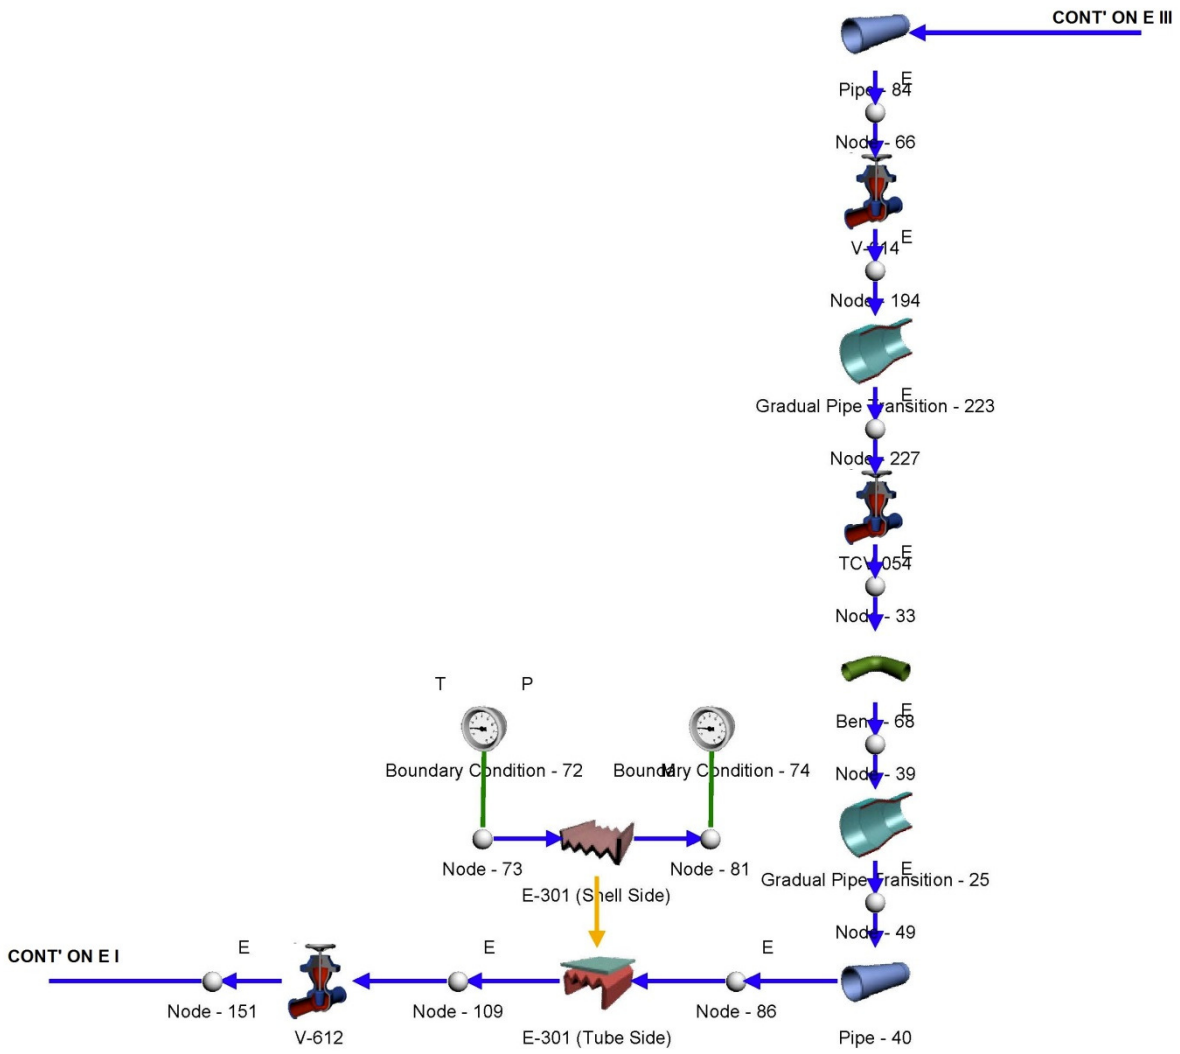 CONT' ON E III
E
Pipe - 84
Node - 66
E
V-614
Node - 194
Gradual Pipe Transition - 223
E
Node - 227
E
TCV-054
Node - 33
T P
E
Bend - 68
Boundary Condition - 72
Boundary Condition - 74
M
Node - 39
Node - 73
Node - 81
E
Gradual Pipe Transition - 25
E-301 (Shell Side)
Node - 49
CONT' ON E I
E
E
E
Node - 151
Node - 109
Node - 86
V-612
E-301 (Tube Side)
Pipe - 40